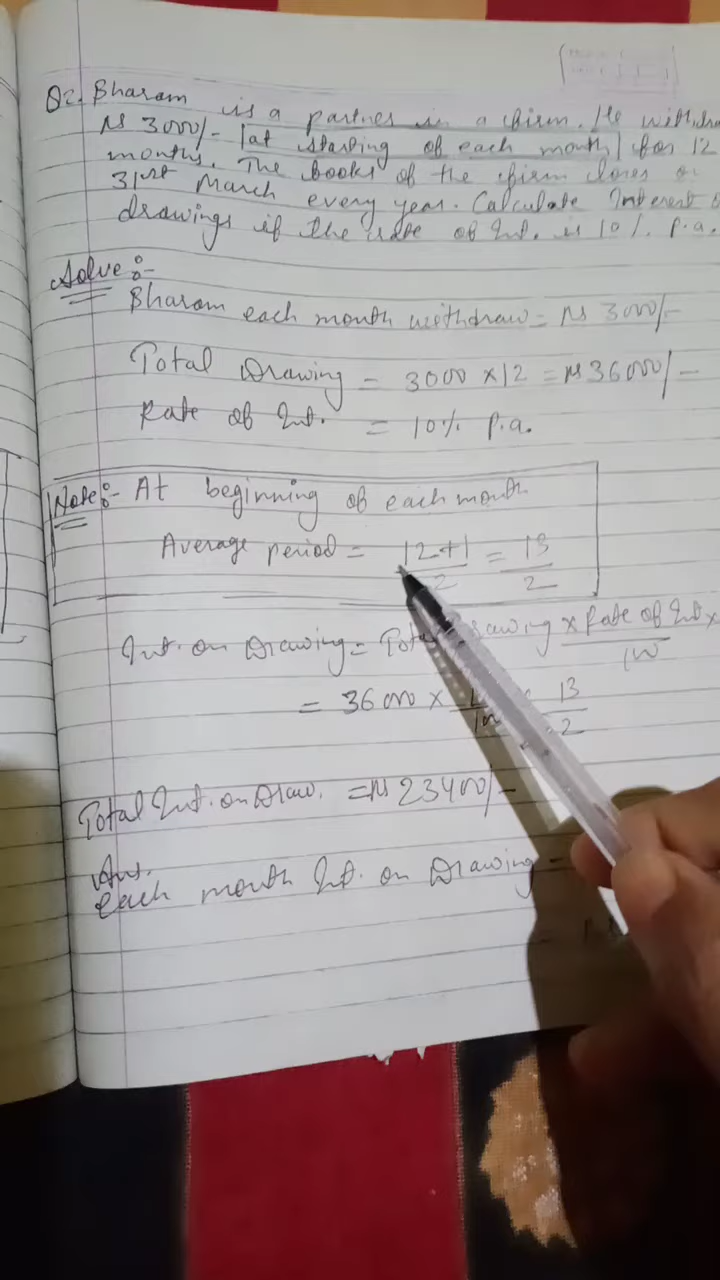 Q2. Bharam is a partner in a firm. He withdraw
Rs 3000/- [at starting of each month] for 12
months. The books of the firm closes on
31st March every year. Calculate Interest
drawings if the rate of Int. is 10% P.a.
Solve:-
Bharam each month withdraw = Rs 3000/-
Total Drawing = 3000 x 12 = Rs 36000/-
Rate of Int. = 10% P.a.
Note:- At beginning of each month
Average period = 12+1/2 = 13/2
Int. on Drawing = Total Drawing x Rate of Int x/100
= 36000 x 13/2
Total Int. on Draw. = Rs 23400/-
Ans.
each month Int. on Drawing =